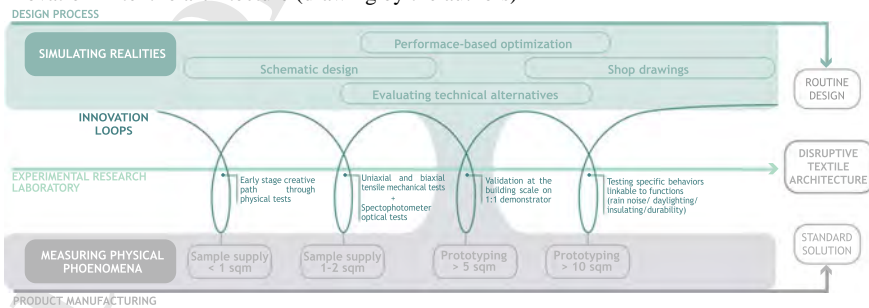 DESIGN PROCESS
SIMULATING REALITIES
Performace-based optimization
Schematic design
Shop drawings
Evaluating technical alternatives
ROUTINE
DESIGN
INNOVATION
LOOPS
EXPERIMENTAL RESEARCH
LABORATORY
Early stage creative
path through
physical tests
Uniaxial and biaxial
tensile mechanical tests
+
Spectophotometer
optical tests
Validation at the
building scale on
1:1 demonstrator
Testing specific behaviors
linkable to functions
(rain noise/ daylighting/
insulating/durability)
DISRUPTIVE
TEXTILE
ARCHITECTURE
MEASURING PHYSICAL
PHOENOMENA
Sample supply
< 1 sqm
Sample supply
1-2 sqm
Prototyping
> 5 sqm
Prototyping
> 10 sqm
STANDARD
SOLUTION
PRODUCT MANUFACTURING